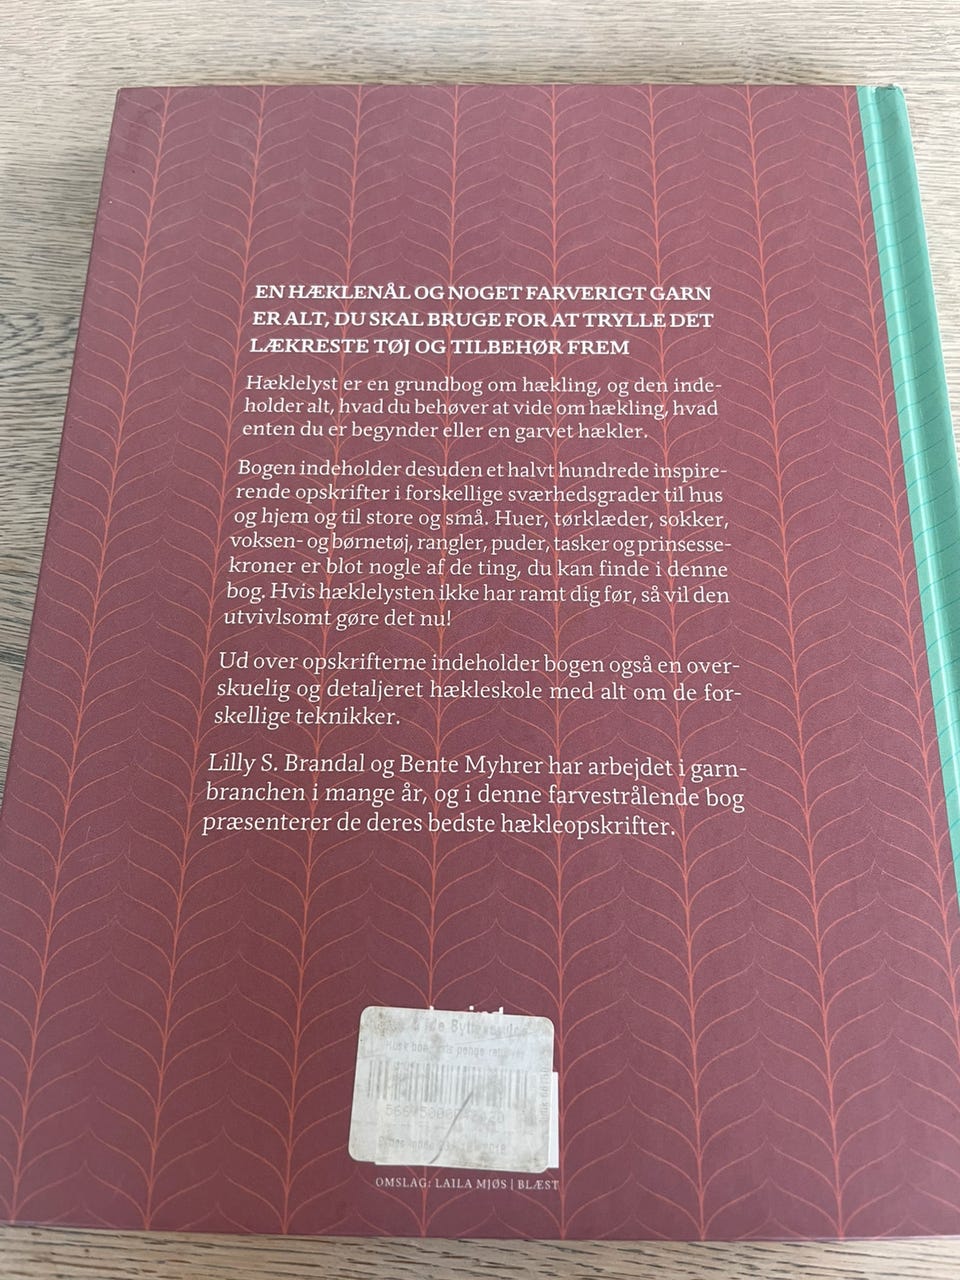 EN HÆKLENÅL OG NOGET FARVERIGT GARN
ER ALT, DU SKAL BRUGE FOR AT TRYLLE DET
LÆKRESTE TØJ OG TILBEHØR FREM
Hæklelyst er en grundbog om hækling, og den inde-
holder alt, hvad du behøver at vide om hækling, hvad
enten du er begynder eller en garvet hækler.
Bogen indeholder desuden et halvt hundrede inspire-
rende opskrifter i forskellige sværhedsgrader til hus
og hjem og til store og små. Huer, tørklæder, sokker,
voksen- og børnetøj, rangler, puder, tasker og prinsesse-
kroner er blot nogle af de ting, du kan finde i denne
bog. Hvis hæklelysten ikke har ramt dig før, så vil den
utvivlsomt gøre det nu!
Ud over opskrifterne indeholder bogen også en over-
skuelig og detaljeret hækleskole med alt om de for-
skellige teknikker.
Lilly S. Brandal og Bente Myhrer har arbejdet i garn-
branchen i mange år, og i denne farvestrålende bog
præsenterer de deres bedste hækleopskrifter.
OMSLAG: LAILA MJØS | BLÆST